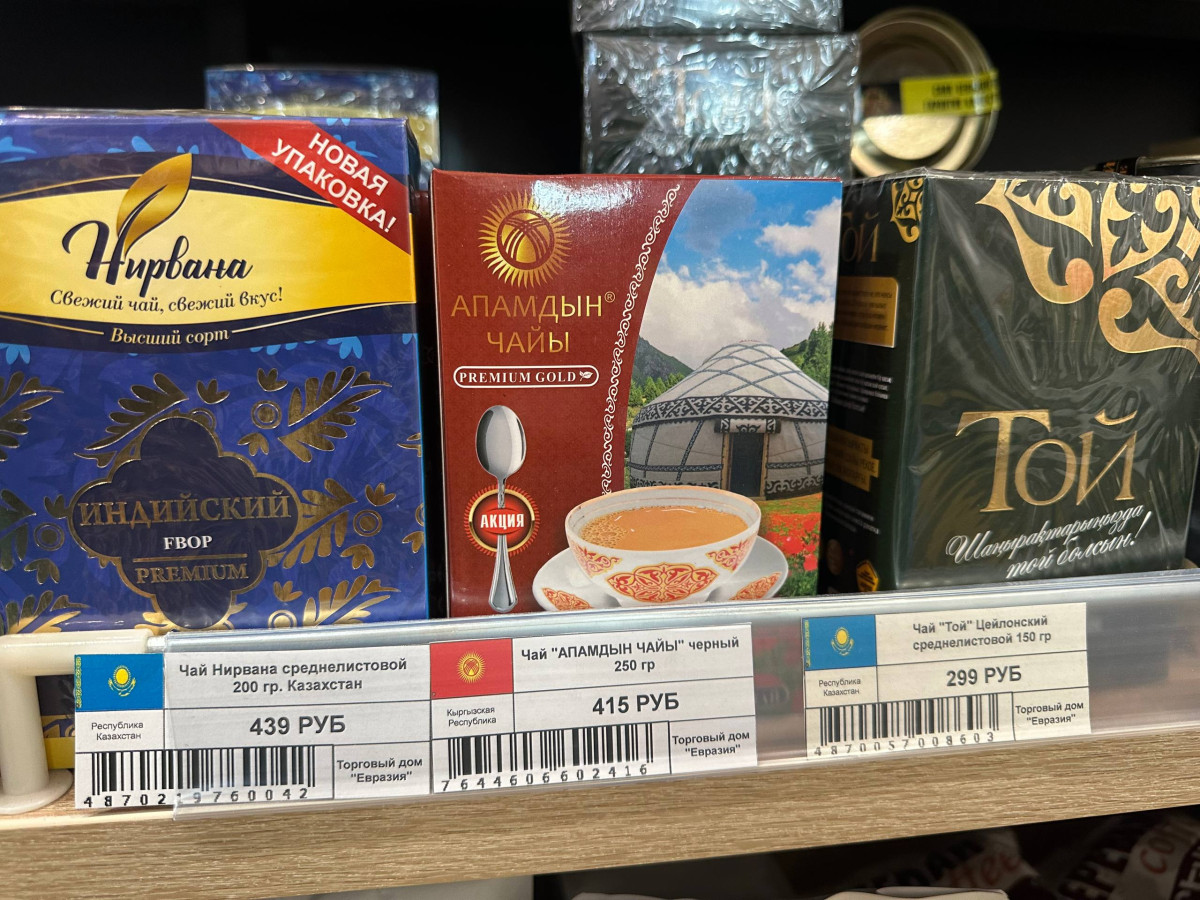 НОВАЯ
УПАКОВКА!
Нирвана
Свежий чай, свежий вкус!
Высший сорт
ИНДИЙСКИЙ
FBOP
PREMIUM
АПАМДЫН®
ЧАЙЫ
PREMIUM GOLD
АКЦИЯ
Той
Шаңырактарыңызда
той болсын!
Республика
Казахстан
Чай Нирвана среднелистовой
200 гр. Казахстан
439 РУБ
4870219760042
Торговый дом
"Евразия"
Кыргызская
Республика
Чай "АПАМДЫН ЧАЙЫ" черный
250 гр
415 РУБ
7644606602416
Торговый дом
"Евразия"
Республика
Казахстан
Чай "Той" Цейлонский
среднелистовой 150 гр
299 РУБ
4870057008603
Торговый дом
"Евразия"